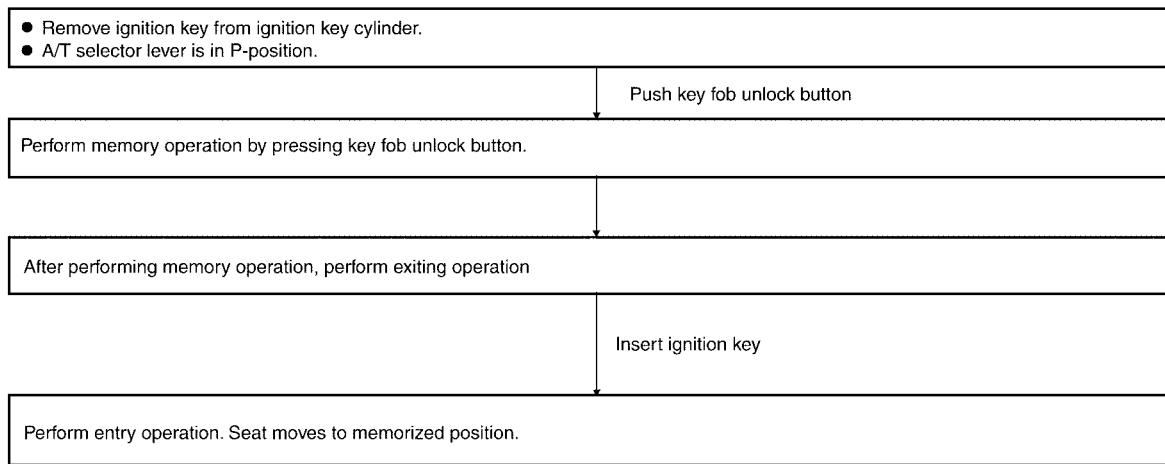 ● Remove ignition key from ignition key cylinder.
● A/T selector lever is in P-position.
Push key fob unlock button
Perform memory operation by pressing key fob unlock button.
After performing memory operation, perform exiting operation
Insert ignition key
Perform entry operation. Seat moves to memorized position.